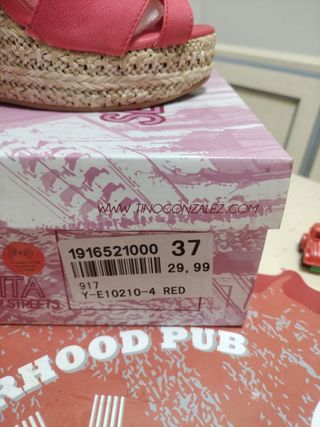 WWW.TINOGONZALEZ.COM
1916521000 37
29,99
917
Y-E10210-4 RED
STREETS
RHOOD PUB